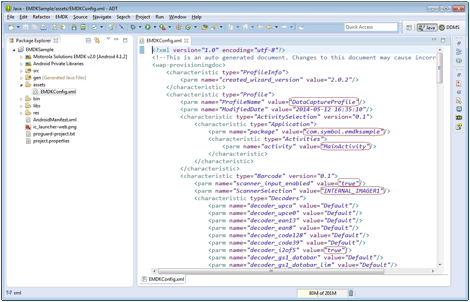 Java - EMDKSample/assets/EMDKConfig.xml - ADT
File Edit Refactor EMDK Source Navigate Search Project Run Window Help
Quick Access
Java
DDMS
Package Explorer
EMDKSample
Motorola Solutions EMDK v2.0 [Android 4.1.2]
Android Private Libraries
src
gen [Generated Java Files]
assets
EMDKConfig.xml
bin
libs
res
AndroidManifest.xml
ic_launcher-web.png
proguard-project.txt
project.properties
EMDKConfig.xml
<?xml version="1.0" encoding="utf-8"?>
<!--This is an auto generated document. Changes to this document may cause incorr
<wap-provisioningdoc>
<characteristic type="ProfileInfo">
<parm name="created_wizard_version" value="2.0.2"/>
</characteristic>
<characteristic type="Profile">
<parm name="ProfileName" value="DataCaptureProfile"/>
<parm name="ModifiedDate" value="2014-05-12 16:35:10"/>
<characteristic type="ActivitySelection" version="0.1">
<characteristic type="Application">
<parm name="package" value="com.symbol.emdksample"/>
<characteristic type="Activities">
<parm name="activity" value="MainActivity"/>
</characteristic>
</characteristic>
</characteristic>
<characteristic type="Barcode" version="0.1">
<parm name="scanner_input_enabled" value="true"/>
<parm name="ScannerSelection" value="INTERNAL_IMAGER1"/>
<characteristic type="Decoders">
<parm name="decoder_upca" value="Default"/>
<parm name="decoder_upce0" value="Default"/>
<parm name="decoder_ean13" value="Default"/>
<parm name="decoder_ean8" value="Default"/>
<parm name="decoder_code128" value="Default"/>
<parm name="decoder_code39" value="Default"/>
<parm name="decoder_i2of5" value="true"/>
<parm name="decoder_gs1_databar" value="Default"/>
<parm name="decoder_gs1_databar_lim" value="Default"/>
EMDKConfig.xml
xml
80M of 201M